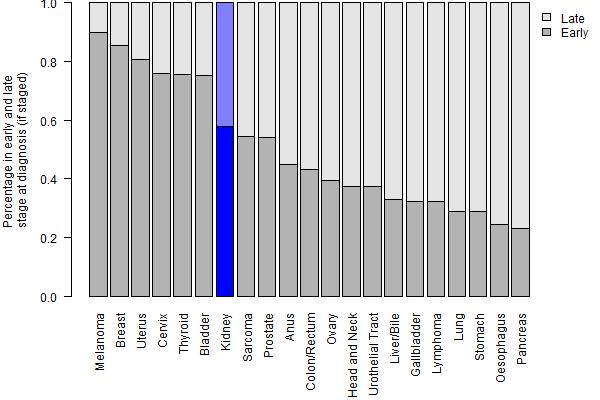 Percentage in early and late
stage at diagnosis (if staged)
1.0
0.8
0.6
0.4
0.2
0.0
Melanoma
Breast
Uterus
Cervix
Thyroid
Bladder
Kidney
Sarcoma
Prostate
Anus
Colon/Rectum
Ovary
Head and Neck
Urothelial Tract
Liver/Bile
Gallbladder
Lymphoma
Lung
Stomach
Oesophagus
Pancreas
Late
Early